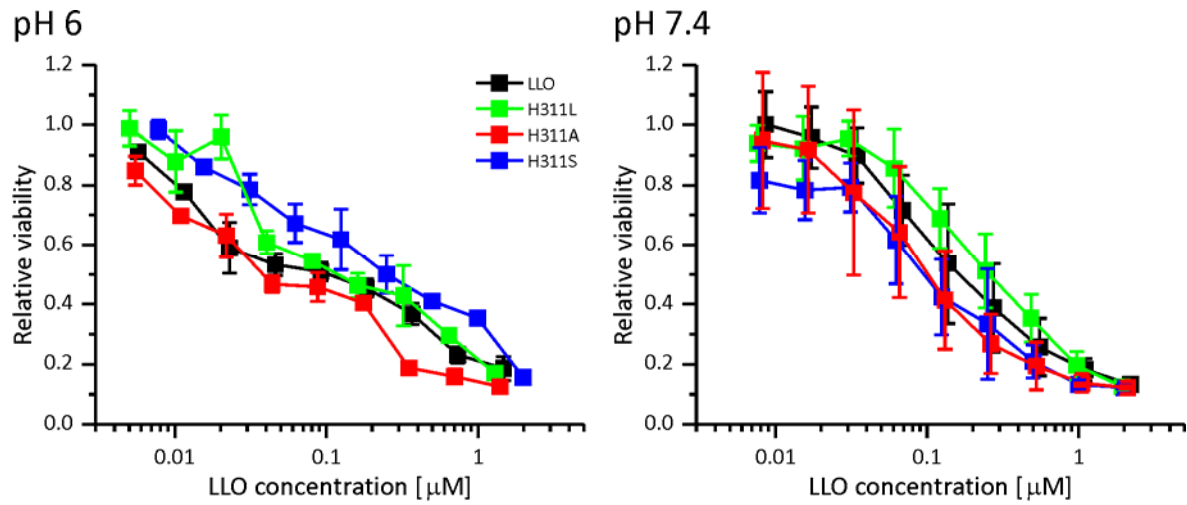 pH 6
pH 7.4
Relative viability
1.2
1.0
0.8
0.6
0.4
0.2
0.0
LLO
H311L
H311A
H311S
0.01
0.1
1
LLO concentration [μM]
Relative viability
1.2
1.0
0.8
0.6
0.4
0.2
0.0
0.01
0.1
1
LLO concentration [μM]